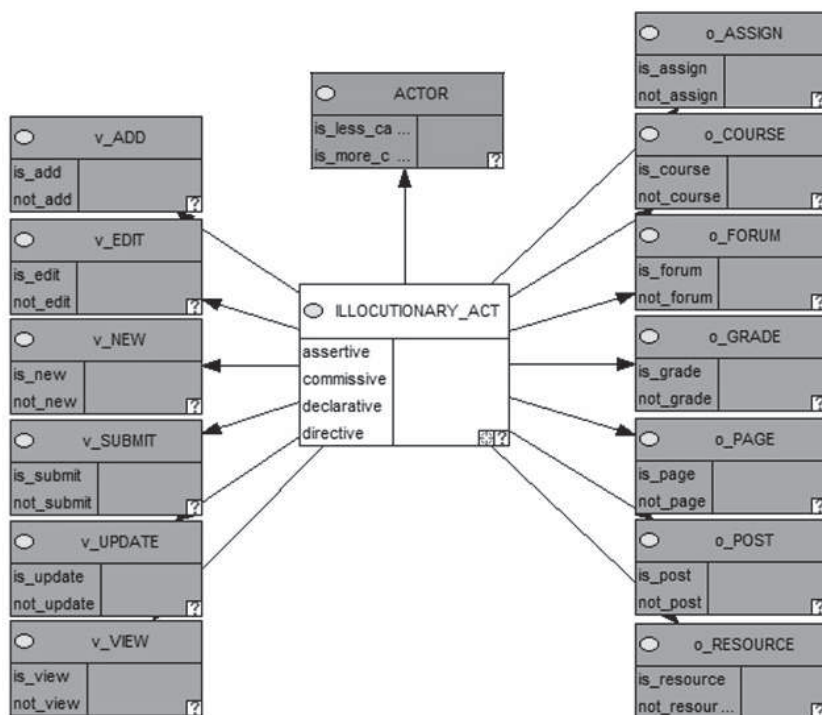 v_ADD
is_add
not_add
?
v_EDIT
is_edit
not_edit
?
v_NEW
is_new
not_new
?
v_SUBMIT
is_submit
not_submit
?
v_UPDATE
is_update
not_update
?
v_VIEW
is_view
not_view
?
ACTOR
is_less_ca ...
is_more_c ...
?
ILLOCUTIONARY_ACT
assertive
commissive
declarative
directive
?
o_ASSIGN
is_assign
not_assign
?
o_COURSE
is_course
not_course
?
o_FORUM
is_forum
not_forum
?
o_GRADE
is_grade
not_grade
?
o_PAGE
is_page
not_page
?
o_POST
is_post
not_post
?
o_RESOURCE
is_resource
not_resour ...
?